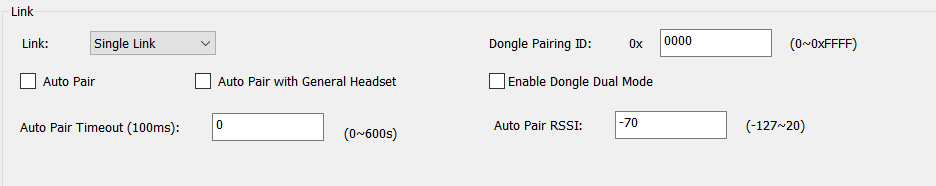 Link
Link: Single Link Dongle Pairing ID: 0x 0000 (0~0xFFFF)
Auto Pair Auto Pair with General Headset Enable Dongle Dual Mode
Auto Pair Timeout (100ms): 0 (0~600s) Auto Pair RSSI: -70 (-127~20)